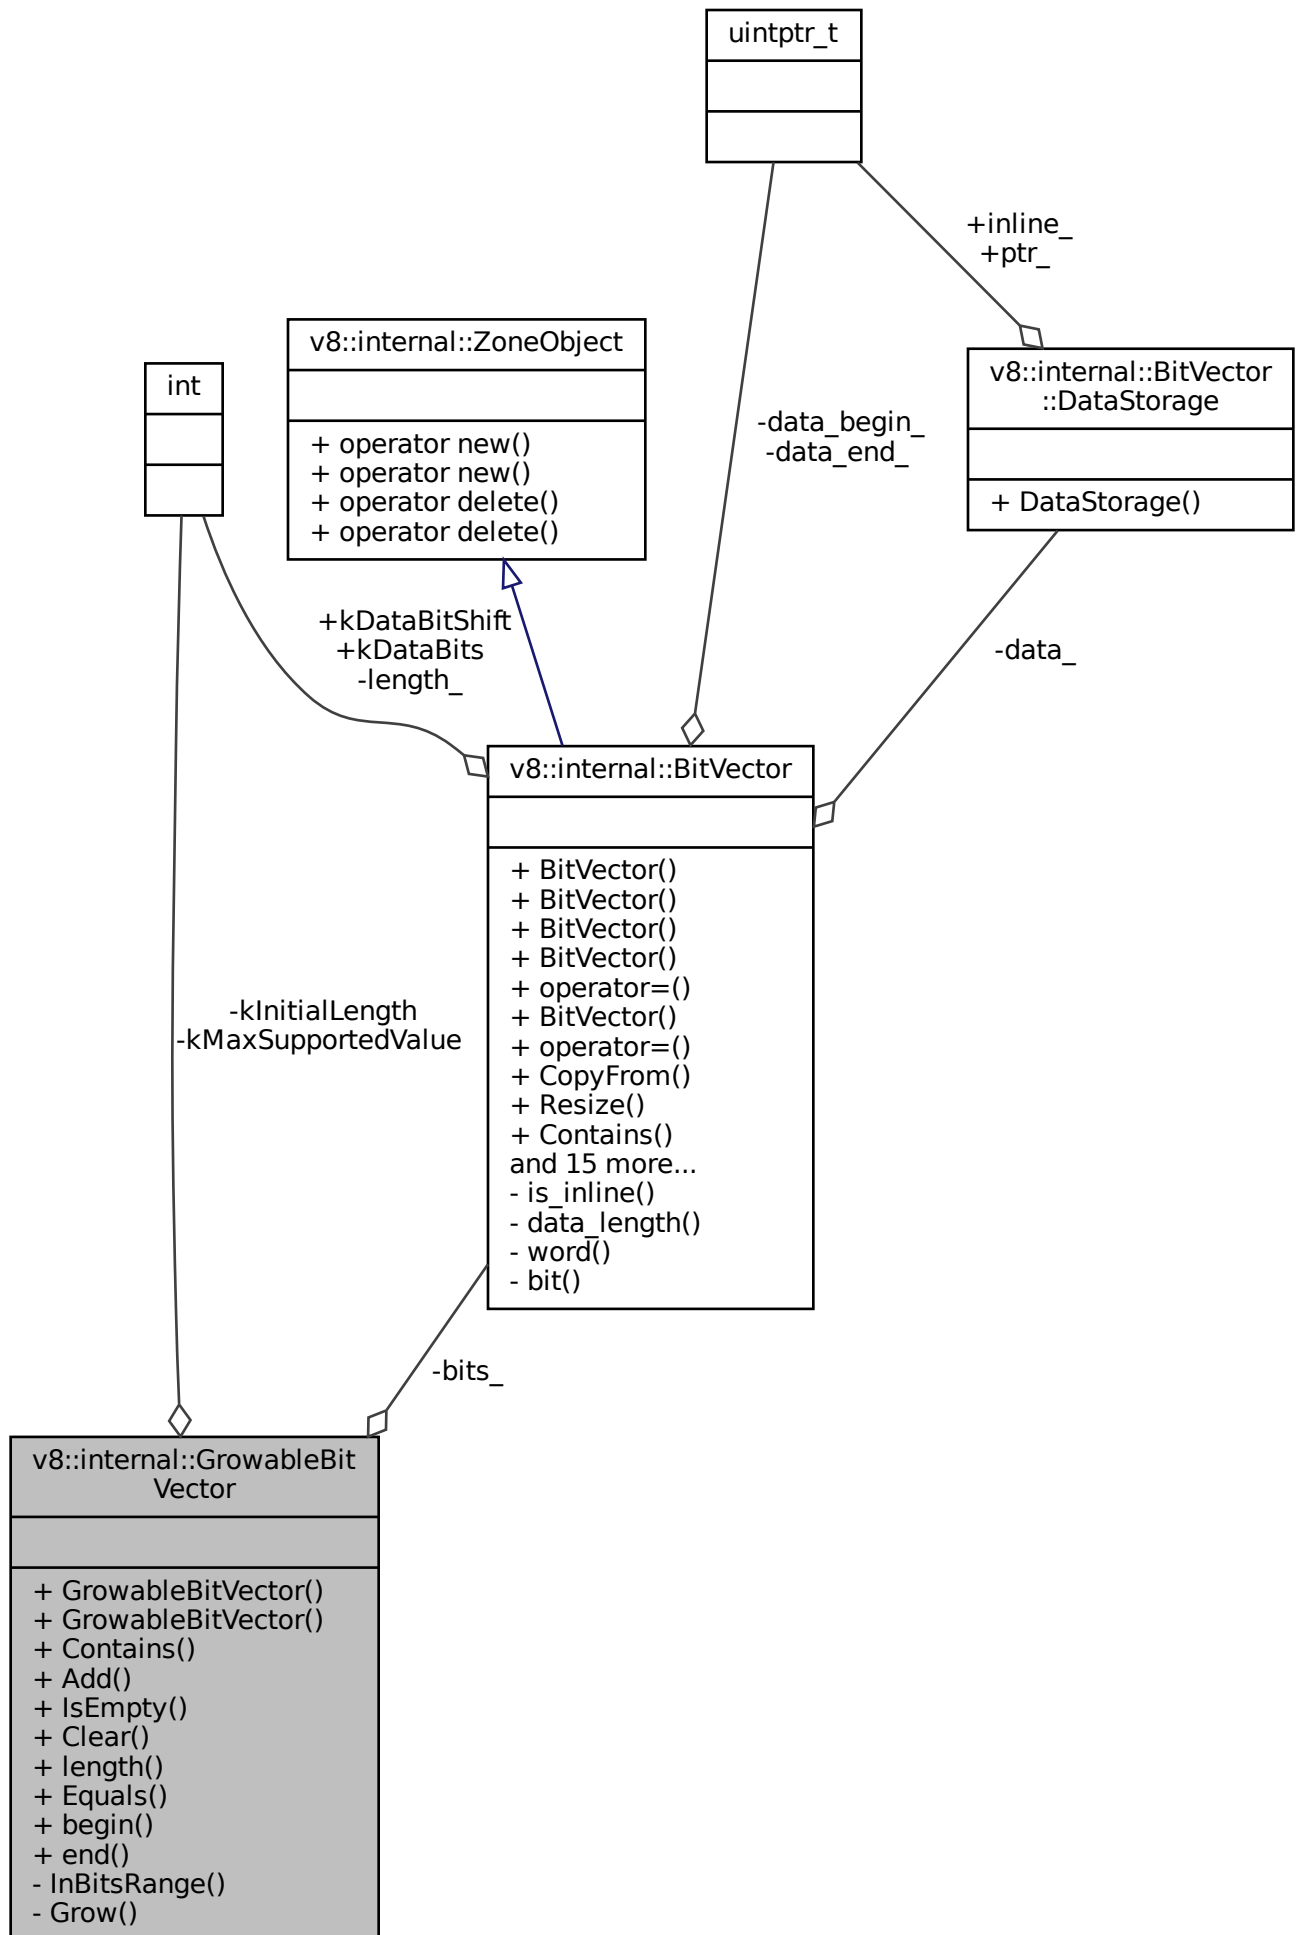 uintptr_t
+inline_
+ptr_
v8::internal::ZoneObject
+ operator new()
+ operator new()
+ operator delete()
+ operator delete()
int
v8::internal::BitVector
::DataStorage
+ DataStorage()
-data_begin_
-data_end_
+kDataBitShift
+kDataBits
-length_
-data_
v8::internal::BitVector
+ BitVector()
+ BitVector()
+ BitVector()
+ BitVector()
+ operator=()
+ BitVector()
+ operator=()
+ CopyFrom()
+ Resize()
+ Contains()
and 15 more...
- is_inline()
- data_length()
- word()
- bit()
-kInitialLength
-kMaxSupportedValue
-bits_
v8::internal::GrowableBit
Vector
+ GrowableBitVector()
+ GrowableBitVector()
+ Contains()
+ Add()
+ IsEmpty()
+ Clear()
+ length()
+ Equals()
+ begin()
+ end()
- InBitsRange()
- Grow()